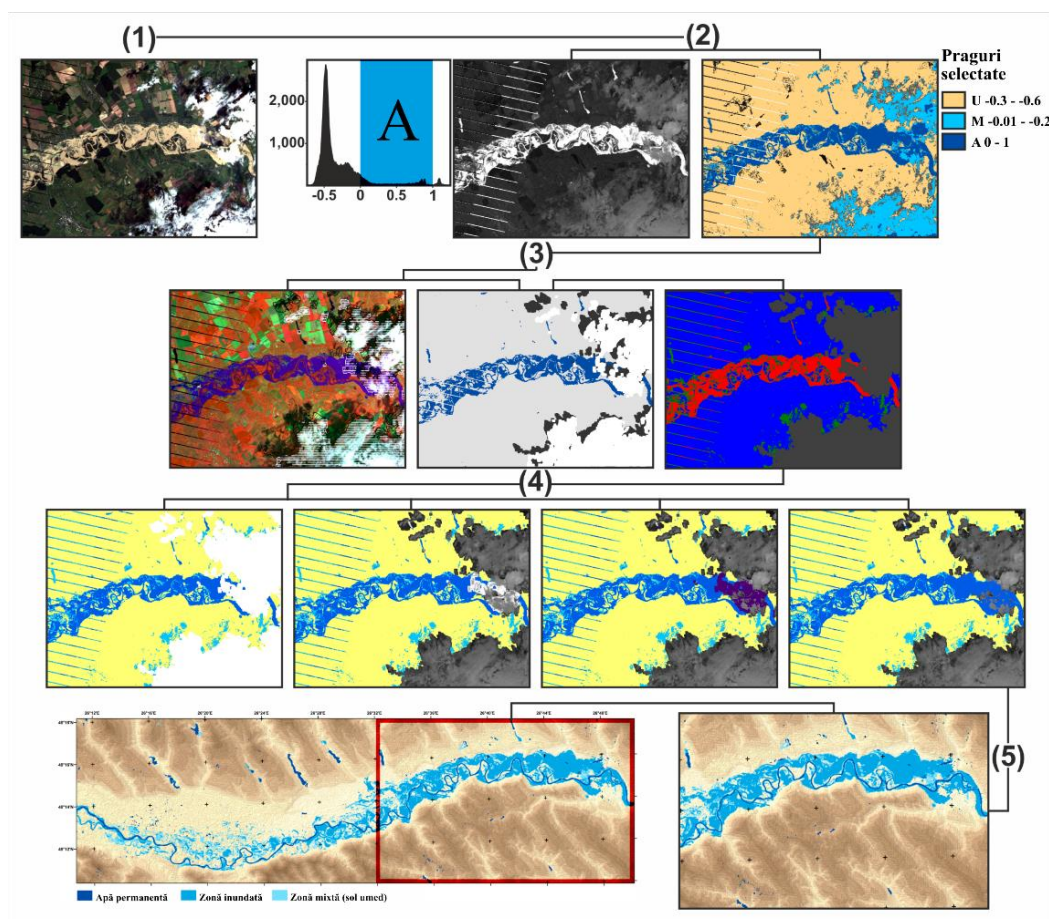 (1)
(2)
Praguri
selectate
U -0.3 - -0.6
M -0.01 - -0.2
A 0 - 1
2,000
1,000
A
-0.5
0
0.5
1
(3)
(4)
(5)
Apă permanentă
Zonă inundată
Zonă mixtă (sol umed)